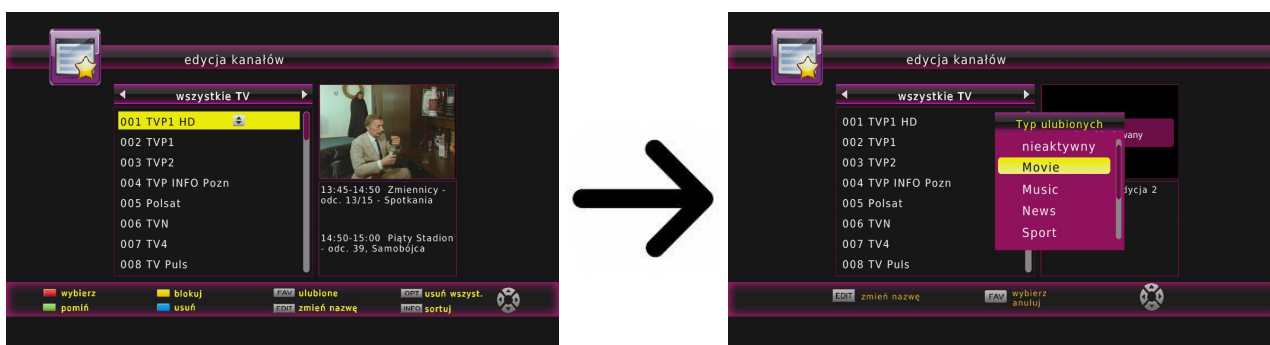 edycja kanałów
wszystkie TV
001 TVP1 HD
002 TVP1
003 TVP2
004 TVP INFO Pozn
005 Polsat
006 TVN
007 TV4
008 TV Puls
13:45-14:50 Zmiennicy -
odc. 13/15 - Spotkania
14:50-15:00 Piąty Stadion
- odc. 39, Samobójca
wybierz blokuj FAV ulubione OPT usuń wszyst.
pomiń usuń EDIT zmień nazwę INFO sortuj
edycja kanałów
wszystkie TV
001 TVP1 HD
002 TVP1
003 TVP2
004 TVP INFO Pozn
005 Polsat
006 TVN
007 TV4
008 TV Puls
Typ ulubionych
nieaktywny
Movie
Music
News
Sport
wany
dycja 2
EDIT zmień nazwę FAV wybierz
anuluj